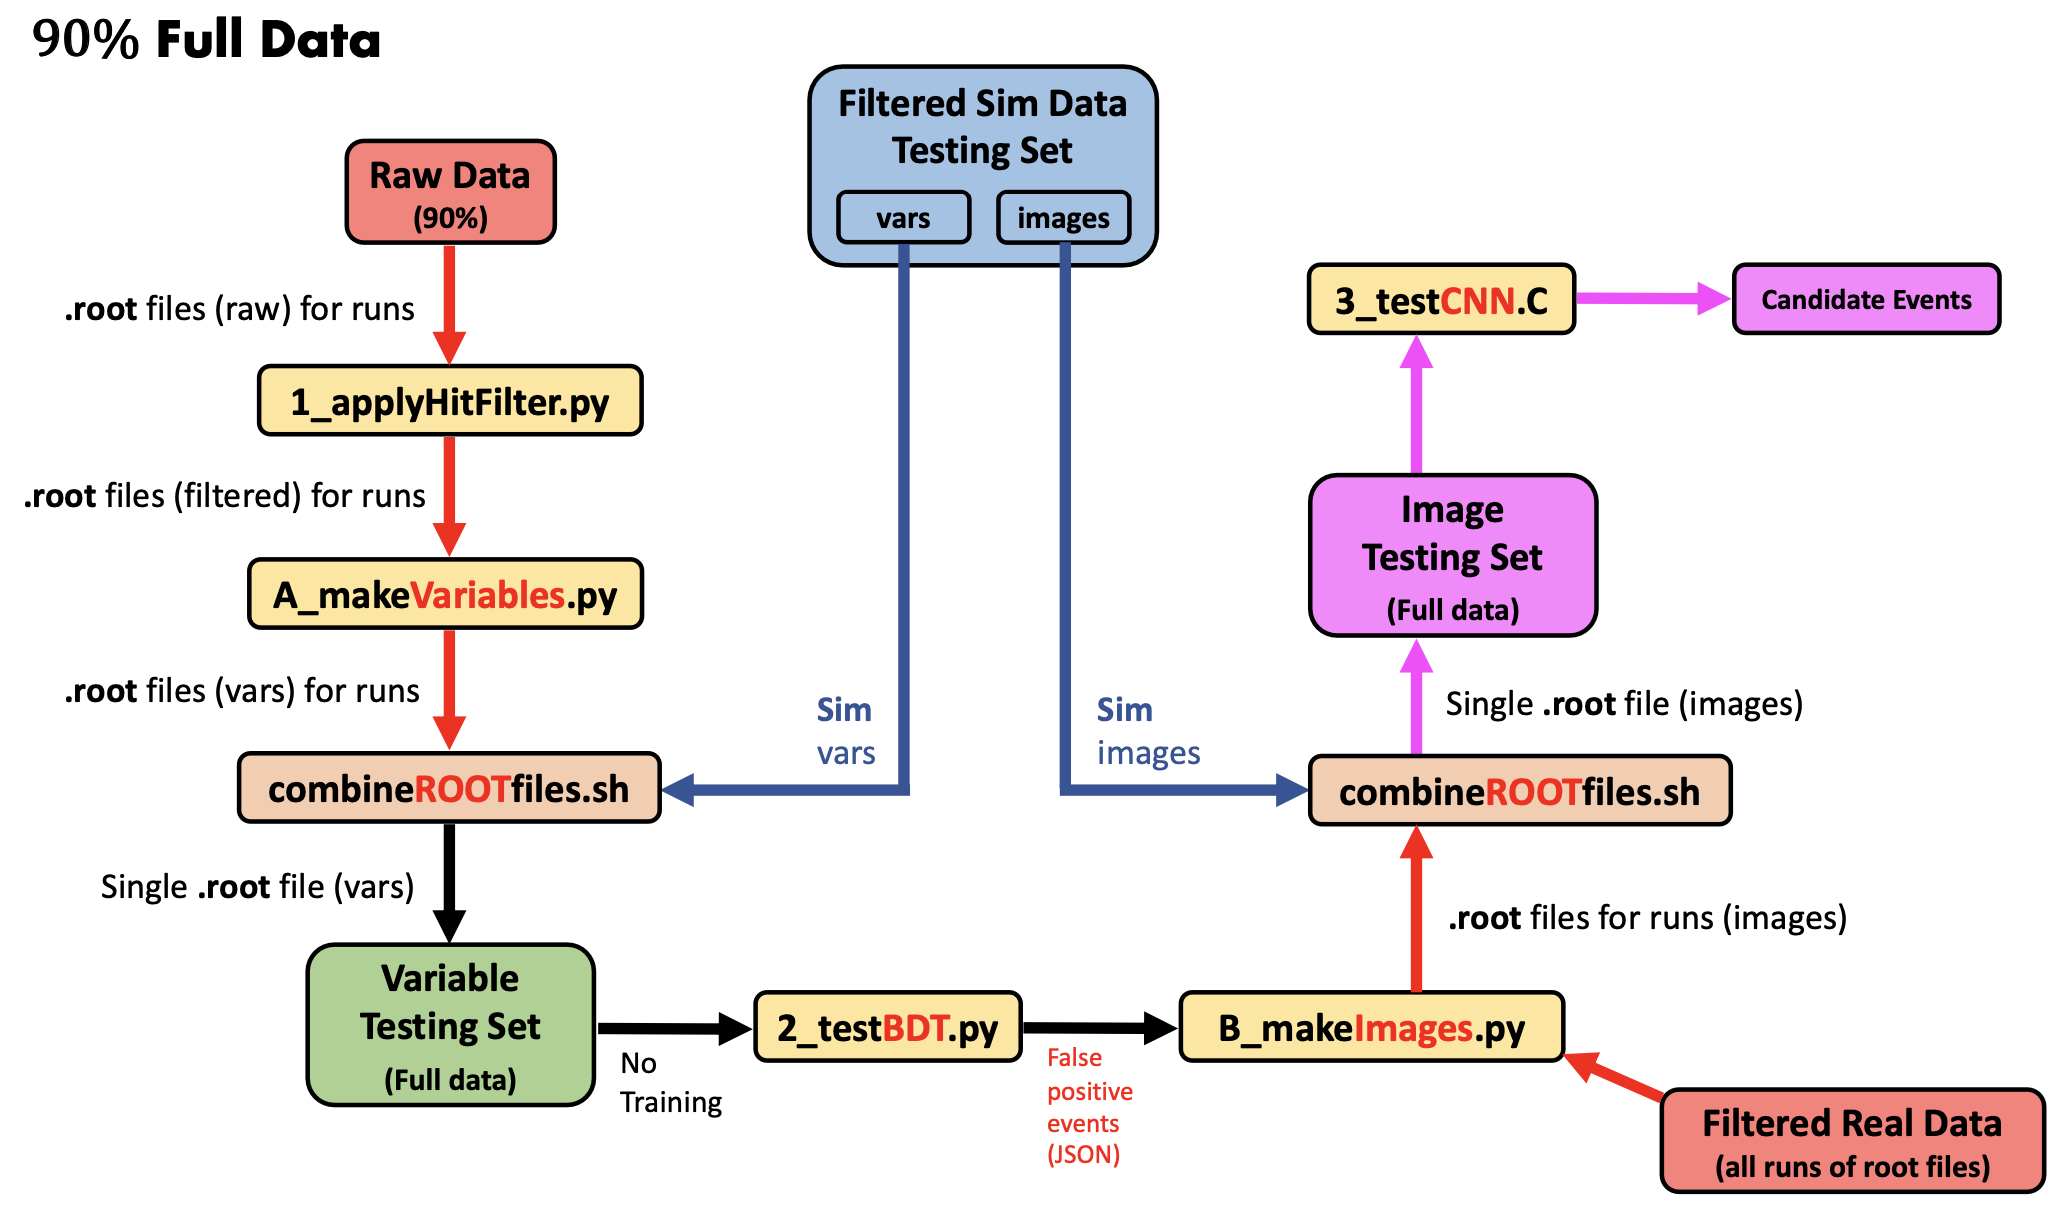 90% Full Data
Raw Data
(90%)
.root files (raw) for runs
1_applyHitFilter.py
.root files (filtered) for runs
A_makeVariables.py
.root files (vars) for runs
combineROOTfiles.sh
Single .root file (vars)
Variable
Testing Set
(Full data)
No
Training
2_testBDT.py
False
positive
events
(JSON)
Filtered Sim Data
Testing Set
vars
images
Sim
vars
Sim
images
B_makeImages.py
Filtered Real Data
(all runs of root files)
.root files for runs (images)
combineROOTfiles.sh
Single .root file (images)
Image
Testing Set
(Full data)
3_testCNN.C
Candidate Events